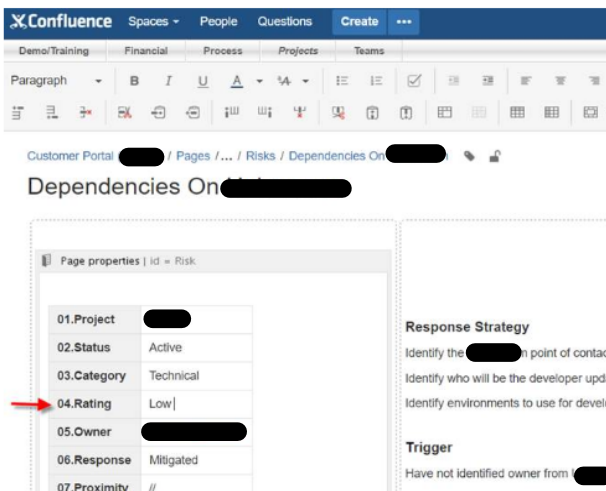 Confluence Spaces People Questions Create •••
Demo/Training Financial Process Projects Teams
Paragraph B I U A
Customer Portal / Pages /... / Risks / Dependencies On
Dependencies On
Page properties | id = Risk
01.Project
02.Status Active
03.Category Technical
04.Rating Low
05.Owner
06.Response Mitigated
07.Proximity //
Response Strategy
Identify the point of contac
Identify who will be the developer upd
Identify environments to use for devel
Trigger
Have not identified owner from